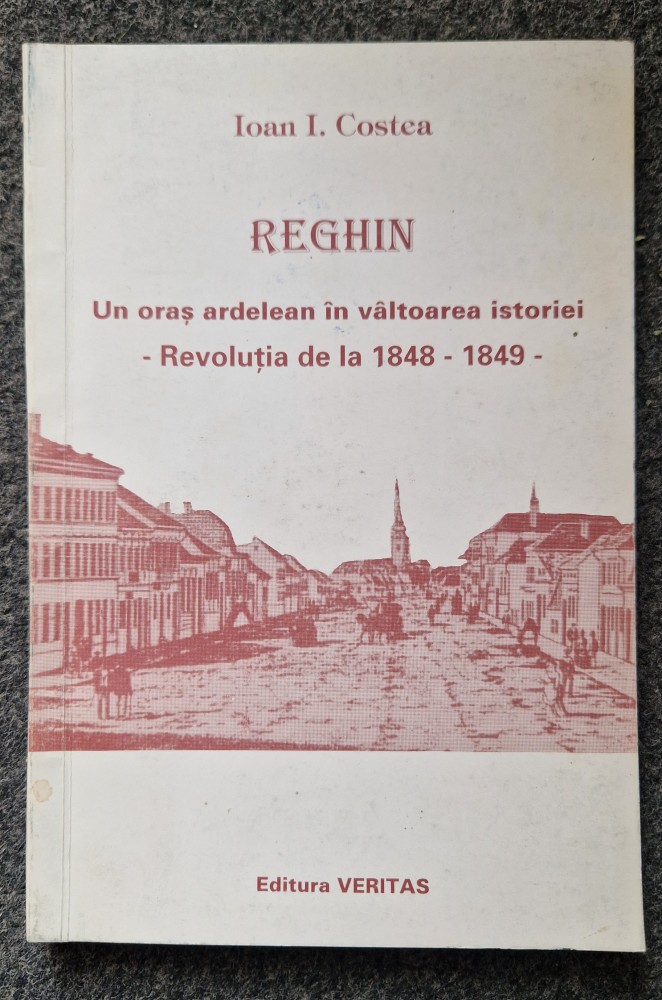 Ioan I. Costea
REGHIN
Un oraș ardelean în vâltoarea istoriei
- Revoluția de la 1848 - 1849 -
Editura VERITAS